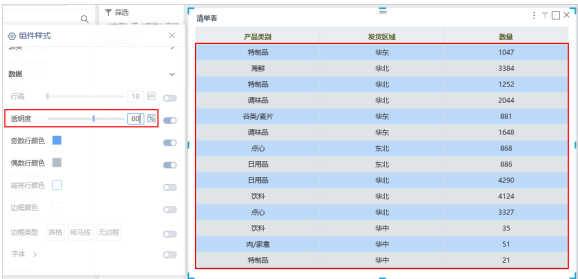 筛选
组件样式
数据
行高 18
透明度 60 %
奇数行颜色
偶数行颜色
高亮行颜色
边框颜色
边框类型 表格 斑马线 无边框
字体
清单表
产品类别 发货区域 数量
特制品 华东 1047
海鲜 华北 3384
特制品 华北 1252
调味品 华北 2044
谷类/麦片 华东 881
调味品 华东 1648
点心 东北 868
日用品 东北 886
日用品 华北 4290
饮料 华北 4124
点心 华北 3327
饮料 华中 35
肉/家禽 华中 51
特制品 华中 21